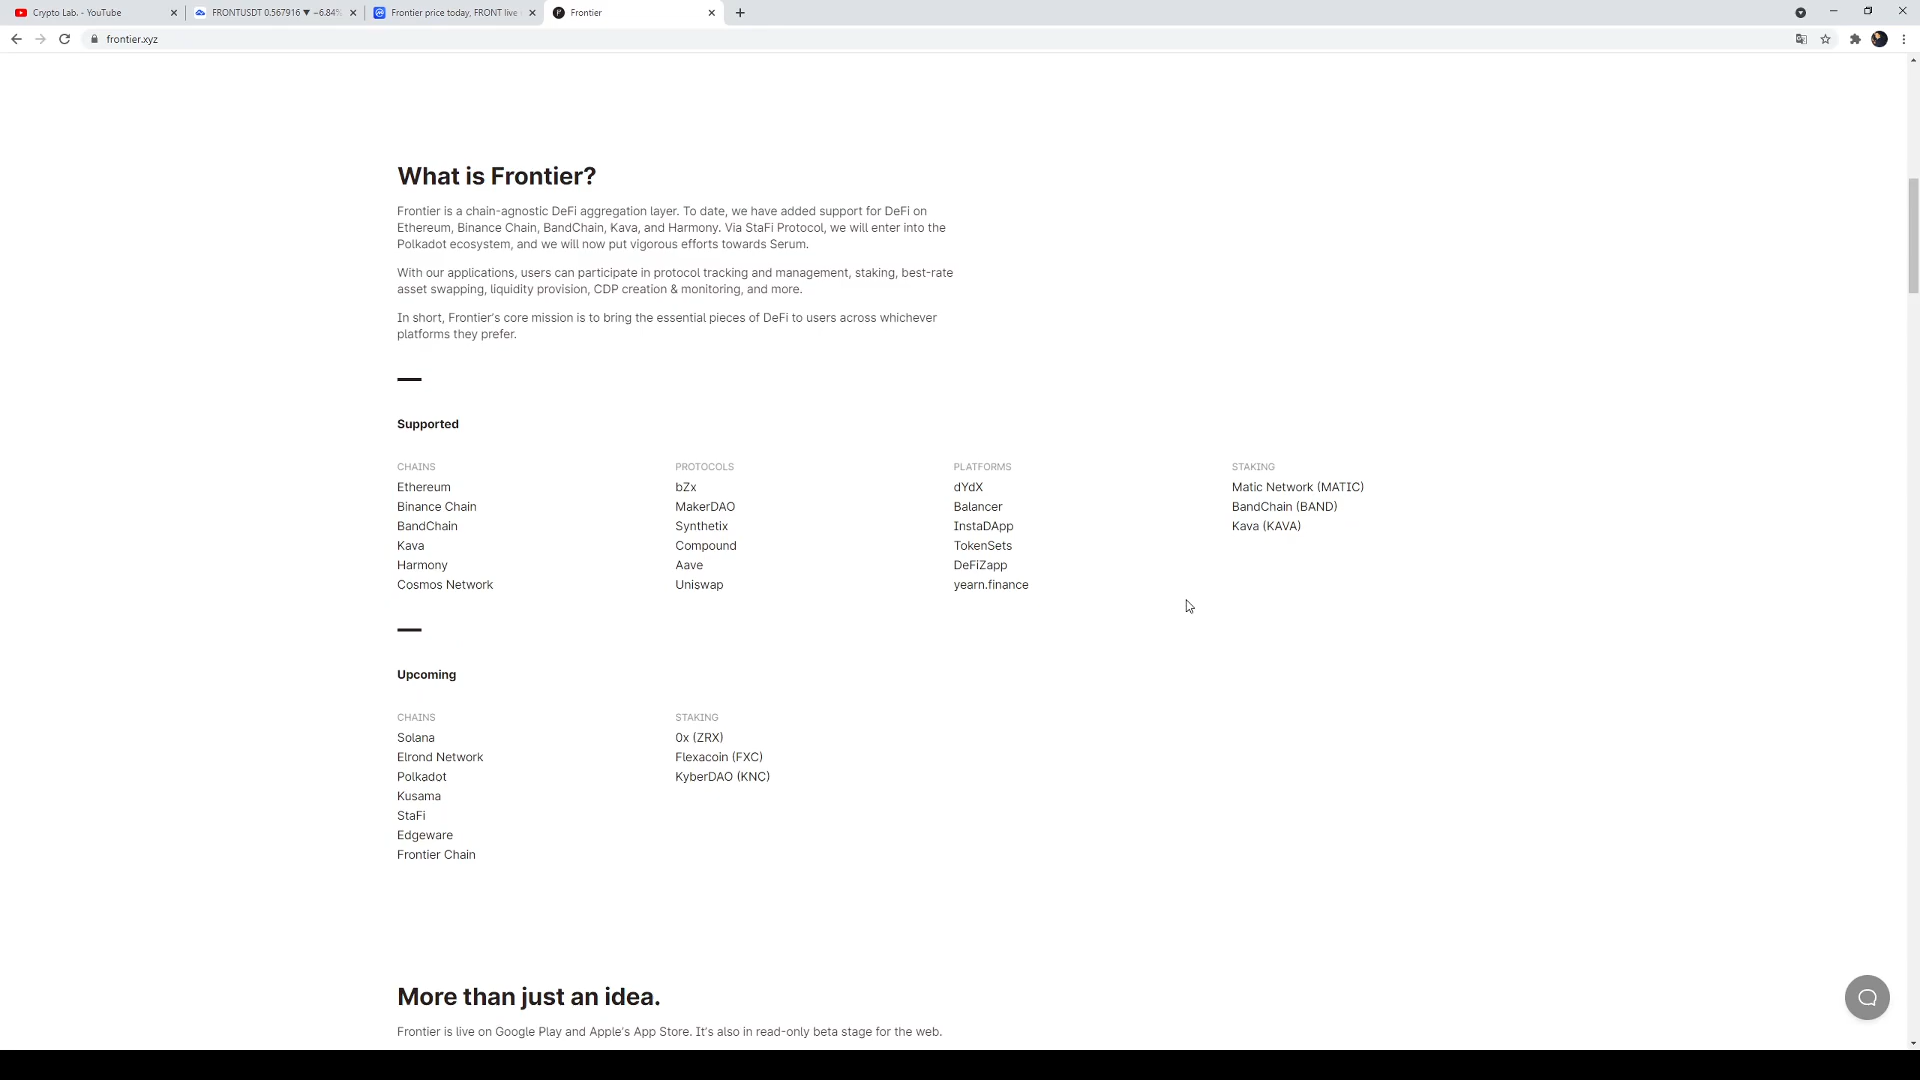 Crypto Lab. - YouTube
FRONTUSDT 0.567916 ▼ −6.84%
Frontier price today, FRONT live
Frontier
frontier.xyz
What is Frontier?
Frontier is a chain-agnostic DeFi aggregation layer. To date, we have added support for DeFi on
Ethereum, Binance Chain, BandChain, Kava, and Harmony. Via StaFi Protocol, we will enter into the
Polkadot ecosystem, and we will now put vigorous efforts towards Serum.
With our applications, users can participate in protocol tracking and management, staking, best-rate
asset swapping, liquidity provision, CDP creation & monitoring, and more.
In short, Frontier's core mission is to bring the essential pieces of DeFi to users across whichever
platforms they prefer.
Supported
CHAINS
Ethereum
Binance Chain
BandChain
Kava
Harmony
Cosmos Network
PROTOCOLS
bZx
MakerDAO
Synthetix
Compound
Aave
Uniswap
PLATFORMS
dYdX
Balancer
InstaDApp
TokenSets
DeFiZapp
yearn.finance
STAKING
Matic Network (MATIC)
BandChain (BAND)
Kava (KAVA)
Upcoming
CHAINS
Solana
Elrond Network
Polkadot
Kusama
StaFi
Edgeware
Frontier Chain
STAKING
0x (ZRX)
Flexacoin (FXC)
KyberDAO (KNC)
More than just an idea.
Frontier is live on Google Play and Apple's App Store. It's also in read-only beta stage for the web.